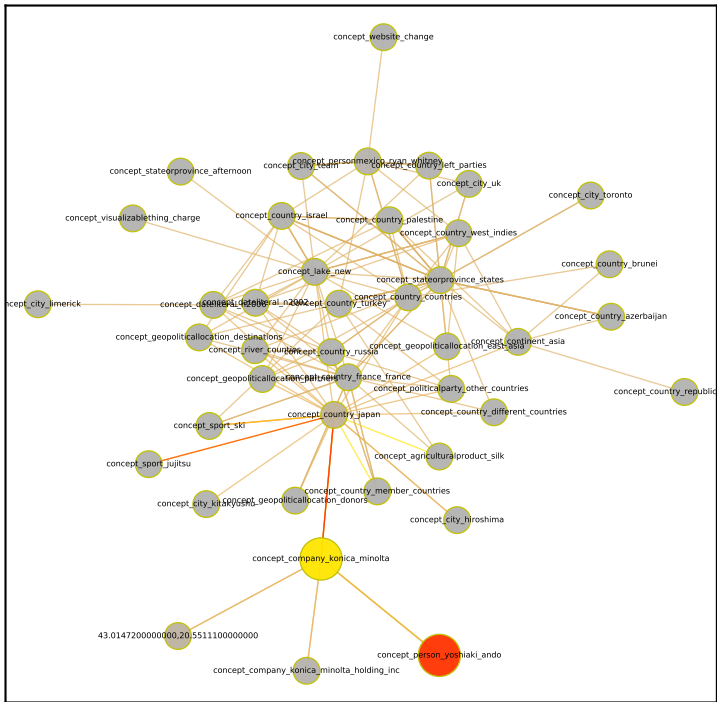 concept_website_change
concept_personmexico_ryan_whitney
concept_city_team
concept_country_left_parties
concept_stateorprovince_afternoon
concept_city_uk
concept_city_toronto
concept_visualizablething_charge
concept_country_israel
concept_country_palestine
concept_country_west_indies
concept_country_brunei
concept_lake_new
concept_stateorprovince_states
concept_country_countries
concept_dateliteral_n2002
concept_country_turkey
concept_country_azerbaijan
concept_geopoliticallocation_destinations
concept_continent_asia
concept_river_counties
concept_country_russia
concept_geopoliticallocation_east_asia
concept_country_france_france
concept_politicalparty_other_countries
concept_country_republic
concept_country_japan
concept_country_different_countries
concept_sport_ski
concept_agriculturalproduct_silk
concept_sport_jujitsu
concept_country_member_countries
concept_city_kitakyushu
concept_geopoliticallocation_donors
concept_city_hiroshima
concept_company_konica_minolta
43.0147200000000,20.5511100000000
concept_person_yoshiaki_ando
concept_company_konica_minolta_holding_inc